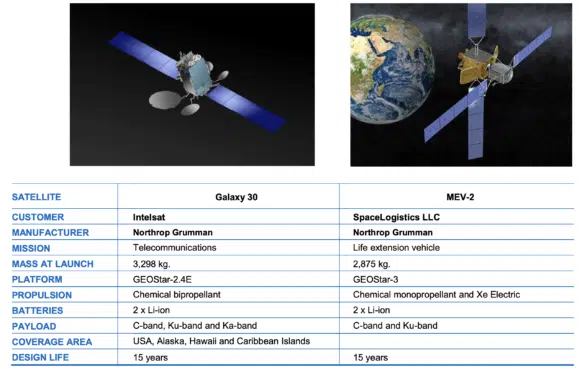 SATELLITE Galaxy 30 MEV-2
CUSTOMER Intelsat SpaceLogistics LLC
MANUFACTURER Northrop Grumman Northrop Grumman
MISSION Telecommunications Life extension vehicle
MASS AT LAUNCH 3,298 kg. 2,875 kg.
PLATFORM GEOStar-2.4E GEOStar-3
PROPULSION Chemical bipropellant Chemical monopropellant and Xe Electric
BATTERIES 2 x Li-ion 2 x Li-ion
PAYLOAD C-band, Ku-band and Ka-band C-band and Ku-band
COVERAGE AREA USA, Alaska, Hawaii and Caribbean Islands
DESIGN LIFE 15 years 15 years